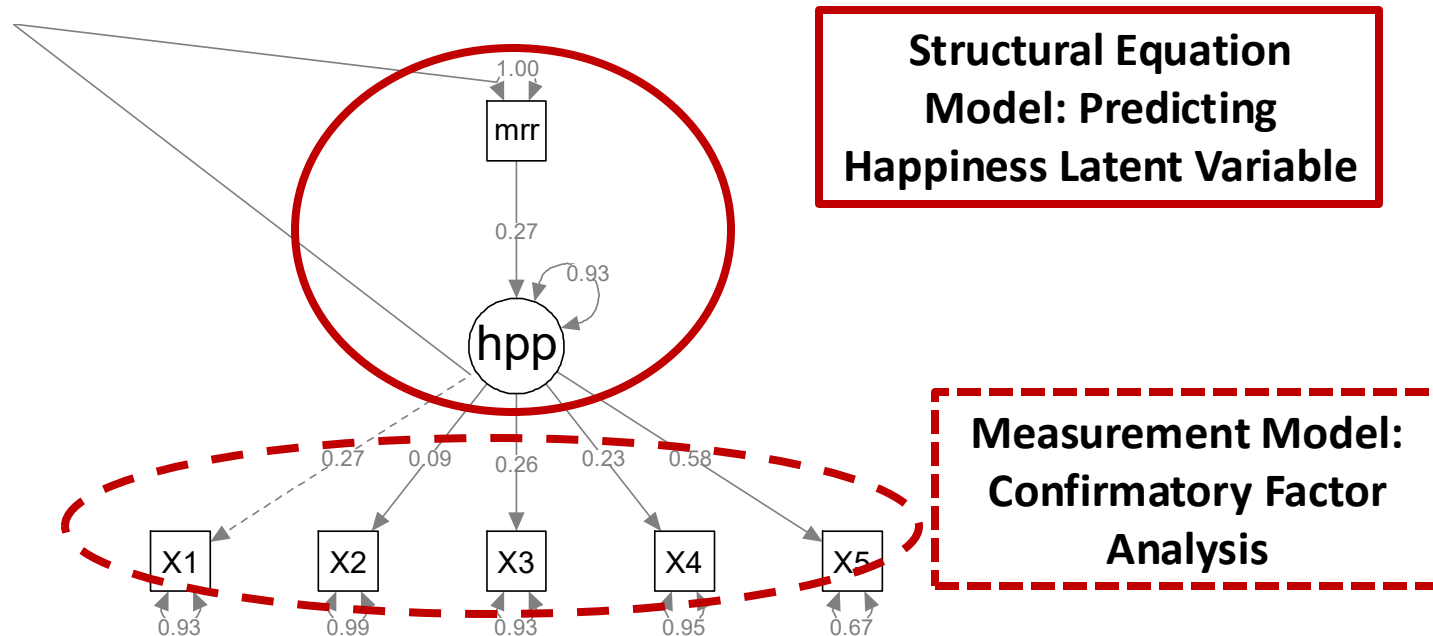 Structural Equation
Model: Predicting
Happiness Latent Variable
1.00
mrr
0.27
0.93
hpp
Measurement Model:
Confirmatory Factor
Analysis
0.27 0.09 0.26 0.23 0.58
X1 X2 X3 X4 X5
0.93 0.99 0.93 0.95 0.67